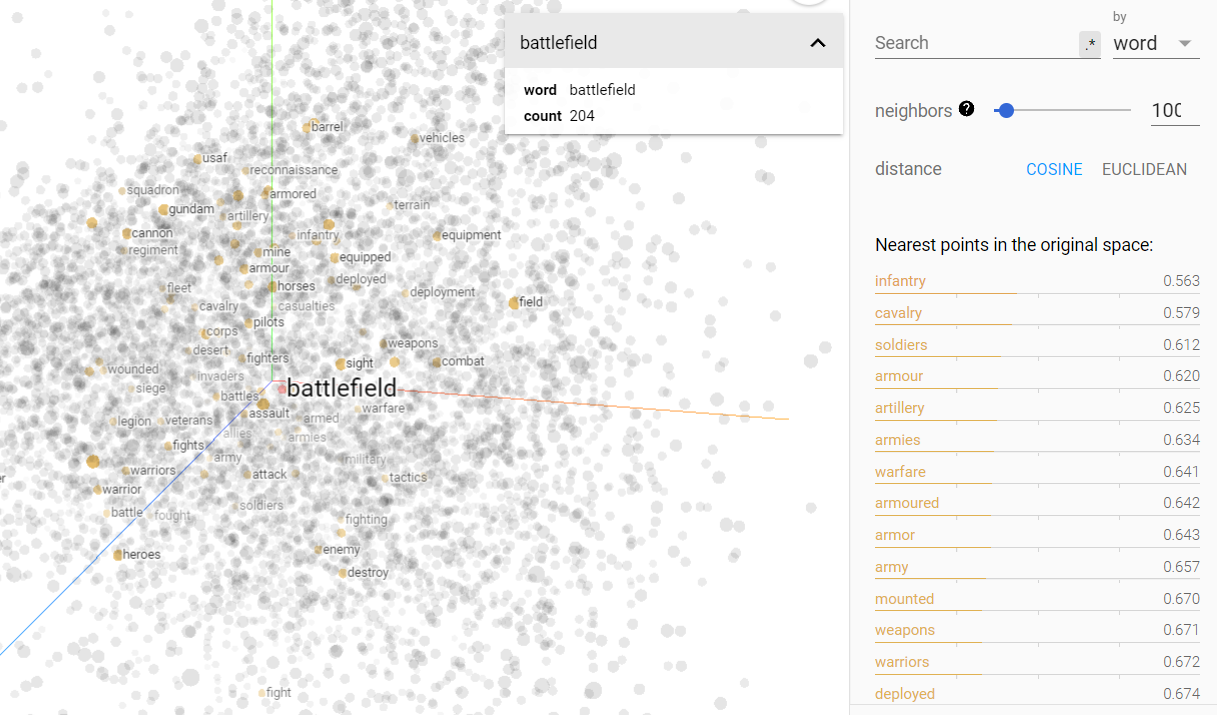 battlefield
word battlefield
count 204
barrel
vehicles
usaf
reconnaissance
squadron
armored
gundam
artillery
terrain
cannon
infantry
equipment
regiment
mine
equipped
armour
deployed
fleet
horses
deployment
cavalry
casualties
field
corps
pilots
desert
fighters
weapons
wounded
sight
combat
invaders
siege
battles
battlefield
assault
warfare
legion
veterans
armed
allies
armies
fights
army
military
warriors
attack
tactics
warrior
battle
fought
soldiers
fighting
heroes
enemy
destroy
fight
by
Search .* word
neighbors ? 100
distance COSINE EUCLIDEAN
Nearest points in the original space:
infantry 0.563
cavalry 0.579
soldiers 0.612
armour 0.620
artillery 0.625
armies 0.634
warfare 0.641
armoured 0.642
armor 0.643
army 0.657
mounted 0.670
weapons 0.671
warriors 0.672
deployed 0.674